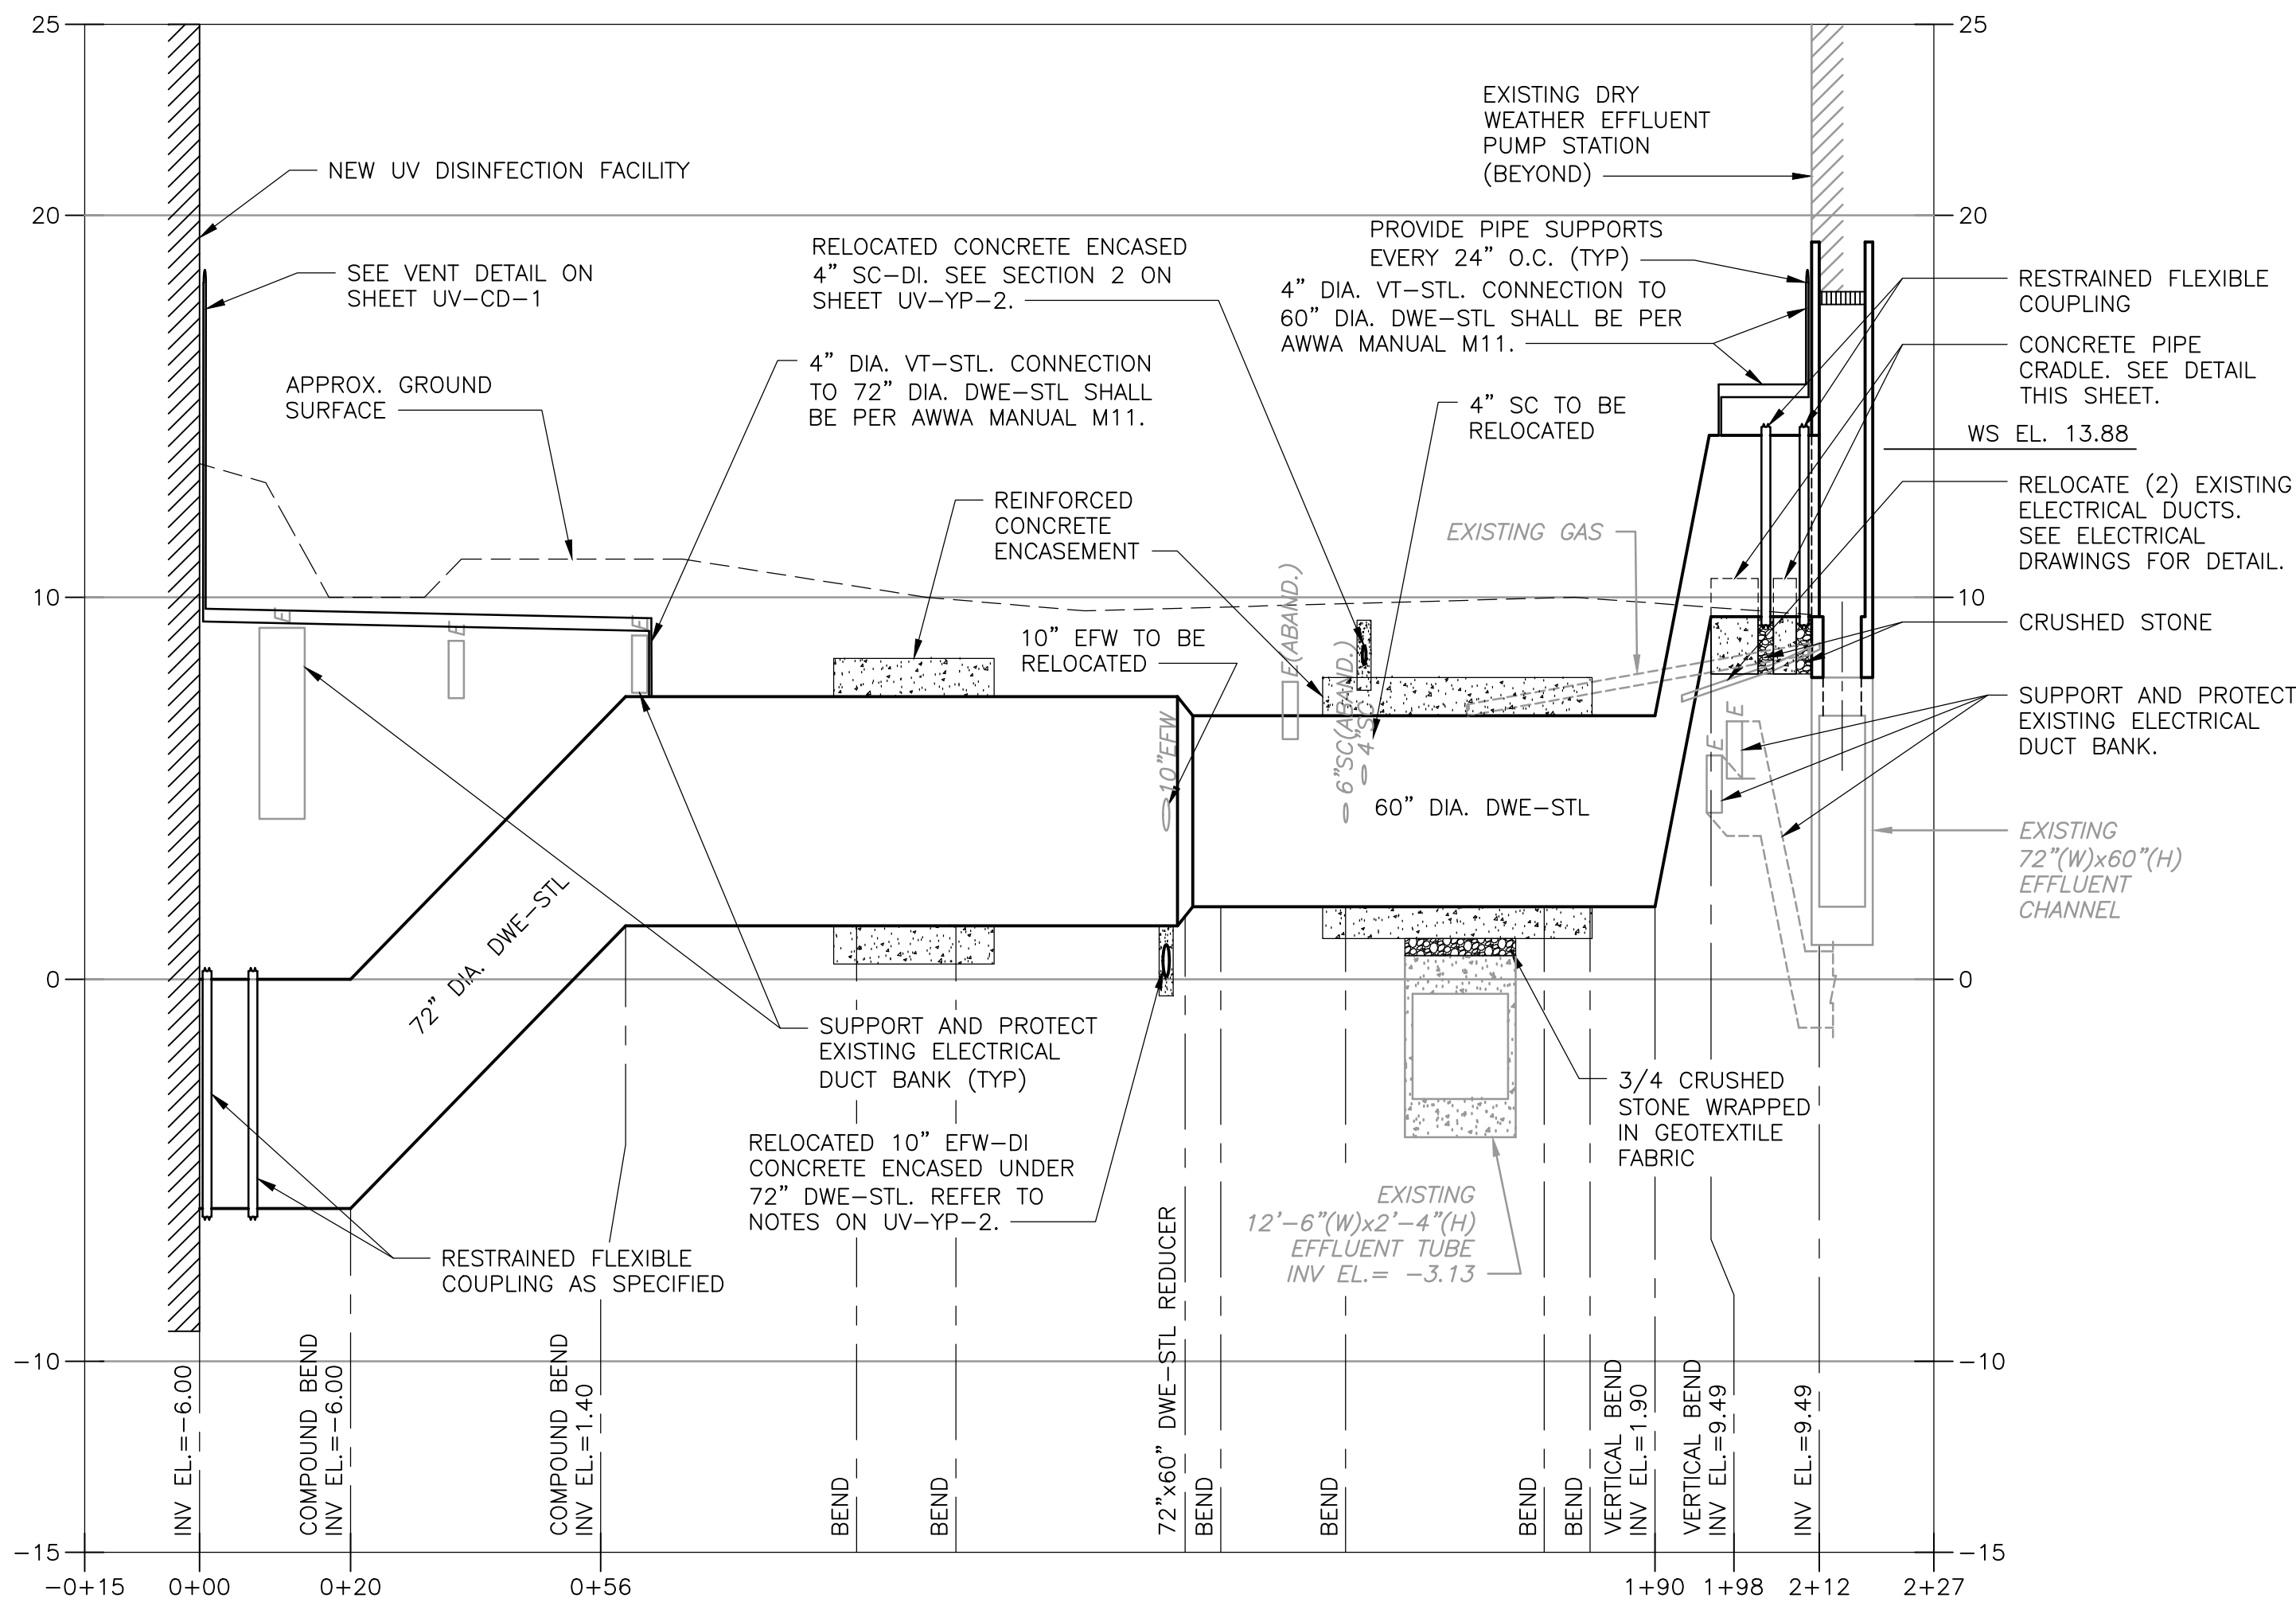 25
25
EXISTING DRY
WEATHER EFFLUENT
PUMP STATION
(BEYOND)
NEW UV DISINFECTION FACILITY
20
20
SEE VENT DETAIL ON
SHEET UV-CD-1
RELOCATED CONCRETE ENCASED
4" SC-DI. SEE SECTION 2 ON
SHEET UV-YP-2.
PROVIDE PIPE SUPPORTS
EVERY 24" O.C. (TYP)
4" DIA. VT-STL. CONNECTION TO
60" DIA. DWE-STL SHALL BE PER
AWWA MANUAL M11.
RESTRAINED FLEXIBLE
COUPLING
CONCRETE PIPE
CRADLE. SEE DETAIL
THIS SHEET.
APPROX. GROUND
SURFACE
4" DIA. VT-STL. CONNECTION
TO 72" DIA. DWE-STL SHALL
BE PER AWWA MANUAL M11.
4" SC TO BE
RELOCATED
WS EL. 13.88
RELOCATE (2) EXISTING
ELECTRICAL DUCTS.
SEE ELECTRICAL
DRAWINGS FOR DETAIL.
REINFORCED
CONCRETE
ENCASEMENT
EXISTING GAS
10
10
E
E
E
10" EFW TO BE
RELOCATED
E(ABAND.)
6"SC(ABAND.)
4"SC
10"EFW
CRUSHED STONE
SUPPORT AND PROTECT
EXISTING ELECTRICAL
DUCT BANK.
E
E
60" DIA. DWE-STL
EXISTING
72"(W)x60"(H)
EFFLUENT
CHANNEL
72" DIA. DWE-STL
0
0
SUPPORT AND PROTECT
EXISTING ELECTRICAL
DUCT BANK (TYP)
3/4 CRUSHED
STONE WRAPPED
IN GEOTEXTILE
FABRIC
RELOCATED 10" EFW-DI
CONCRETE ENCASED UNDER
72" DWE-STL. REFER TO
NOTES ON UV-YP-2.
EXISTING
12'-6"(W)x2'-4"(H)
EFFLUENT TUBE
INV EL.= -3.13
RESTRAINED FLEXIBLE
COUPLING AS SPECIFIED
-10
-10
INV EL.=-6.00
COMPOUND BEND
INV EL.=-6.00
COMPOUND BEND
INV EL.=1.40
BEND
BEND
72"x60" DWE-STL REDUCER
BEND
BEND
BEND
BEND
VERTICAL BEND
INV EL.=1.90
VERTICAL BEND
INV EL.=9.49
INV EL.=9.49
-15
-15
-0+15
0+00
0+20
0+56
1+90
1+98
2+12
2+27